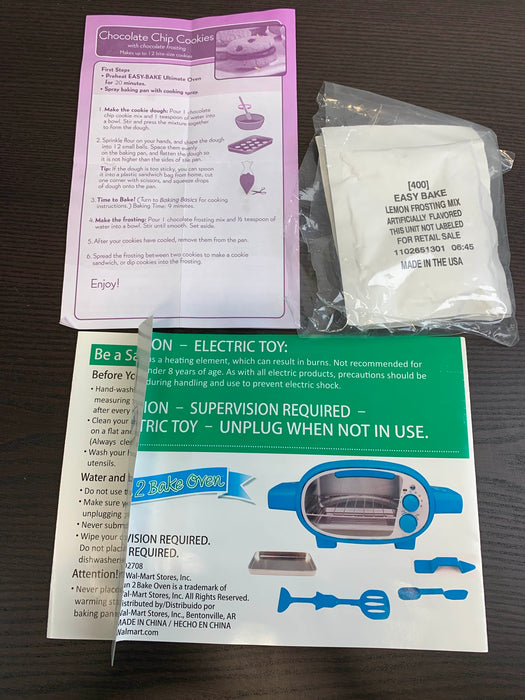 Chocolate Chip Cookies
with chocolate frosting
Makes up to 12 bite-size cookies
First Steps
• Preheat EASY-BAKE Ultimate Oven
for 20 minutes.
• Spray baking pan with cooking spray.
1. Make the cookie dough: Pour 1 chocolate
chip cookie mix and 1 teaspoon of water into
a bowl. Stir and press the mixture together
to form the dough.
2. Sprinkle flour on your hands, and shape the dough
into 12 small balls. Space them evenly
on the baking pan, and flatten the dough so
it is not higher than the sides of the pan.
Tip: If the dough is too sticky, you can spoon
it into a plastic sandwich bag from home, cut
one corner with scissors, and squeeze drops
of dough onto the pan.
3. Time to Bake! (Turn to Baking Basics for cooking
instructions.) Baking Time: 9 minutes.
4. Make the frosting: Pour 1 chocolate frosting mix and ½ teaspoon of
water into a bowl. Stir until smooth. Set aside.
5. After your cookies have cooled, remove them from the pan.
6. Spread the frosting between two cookies to make a cookie
sandwich, or dip cookies into the frosting.
Enjoy!
[400]
EASY BAKE
LEMON FROSTING MIX
ARTIFICIALLY FLAVORED
THIS UNIT NOT LABELED
FOR RETAIL SALE
1102651301 06:45
MADE IN THE USA
Be a Sa
Before Yo
• Hand-wash
measuring
after every
• Clean your
on a flat and
(Always clea
• Wash your h
utensils.
Water and
• Do not use t
• Make sure y
unplugging
• Never subm
• Wipe your o
Do not place
dishwasher
Attention!
• Never place
warming st
baking pan
ON – ELECTRIC TOY:
as a heating element, which can result in burns. Not recommended for
nder 8 years of age. As with all electric products, precautions should be
during handling and use to prevent electric shock.
ION – SUPERVISION REQUIRED –
TRIC TOY – UNPLUG WHEN NOT IN USE.
2 Bake Oven
VISION REQUIRED.
REQUIRED.
02708
Wal-Mart Stores, Inc.
un 2 Bake Oven is a trademark of
al-Mart Stores, Inc. All Rights Reserved.
istributed by/Distribuido por
al-Mart Stores, Inc., Bentonville, AR
MADE IN CHINA / HECHO EN CHINA
Walmart.com